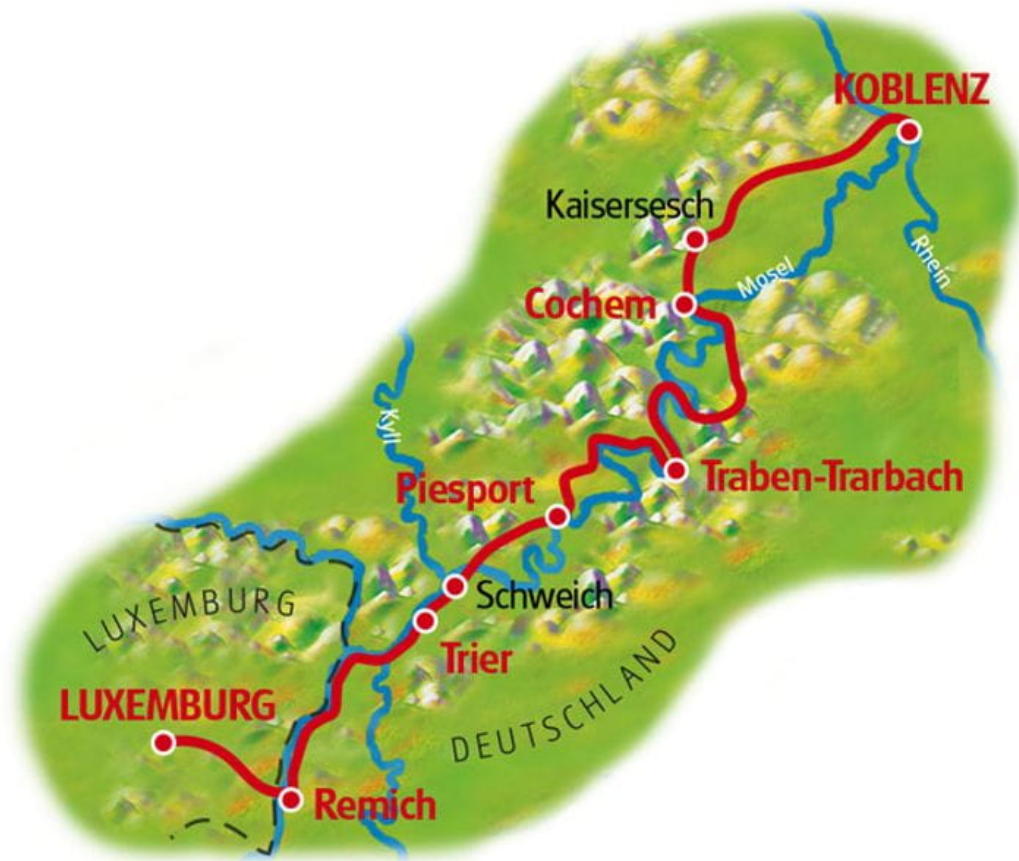 KOBLENZ
Kaisersesch
Rhein
Mosel
Cochem
Kyll
Traben-Trarbach
Piesport
Schweich
LUXEMBURG
Trier
DEUTSCHLAND
LUXEMBURG
Remich